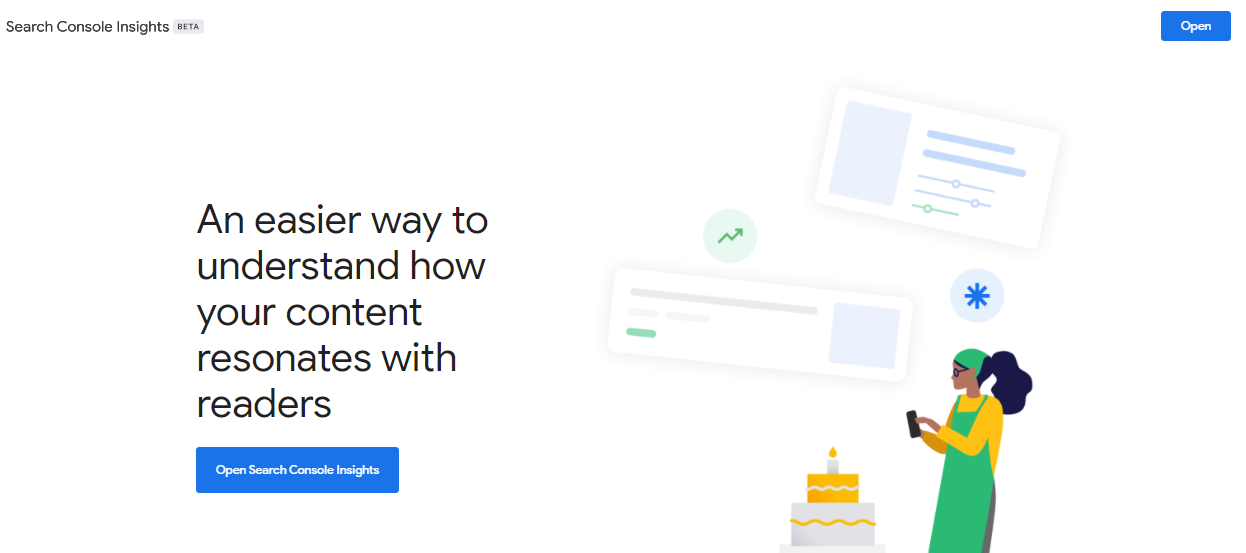 Search Console Insights BETA
Open
An easier way to
understand how
your content
resonates with
readers
Open Search Console Insights